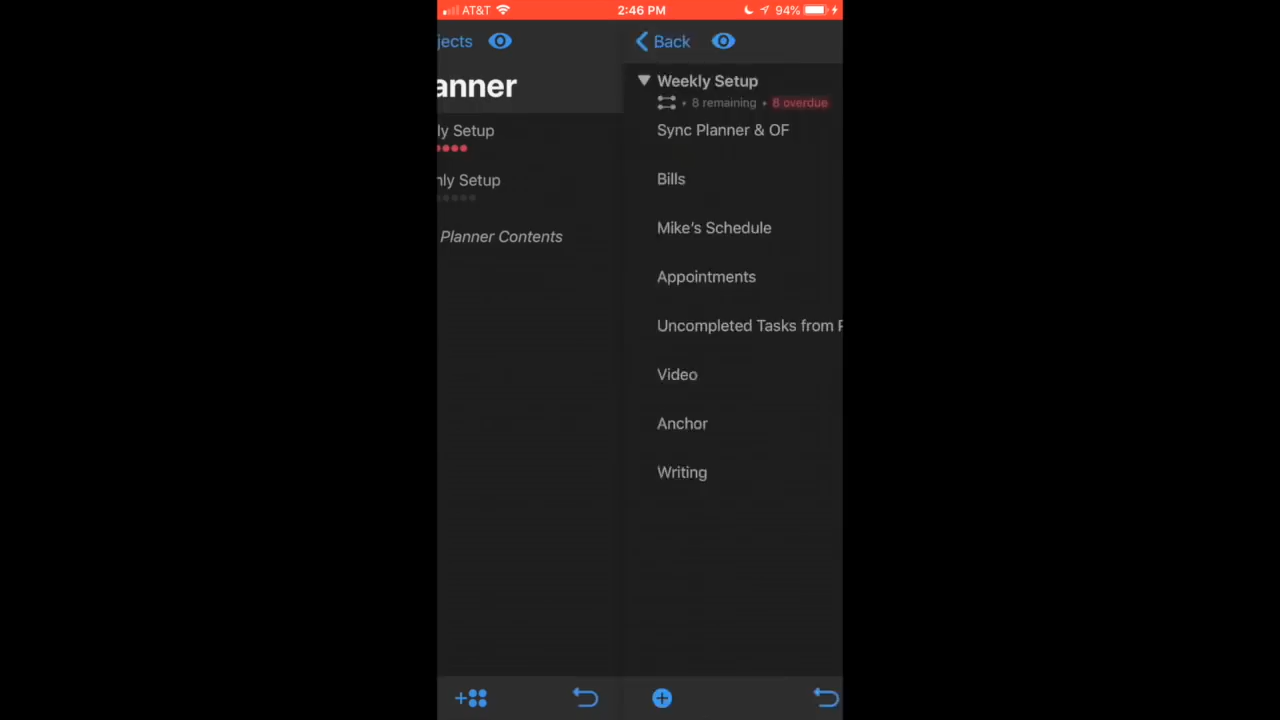 AT&T 2:46 PM 94%
jects
anner
ly Setup
nly Setup
Planner Contents
Back
Weekly Setup
• 8 remaining • 8 overdue
Sync Planner & OF
Bills
Mike's Schedule
Appointments
Uncompleted Tasks from P
Video
Anchor
Writing